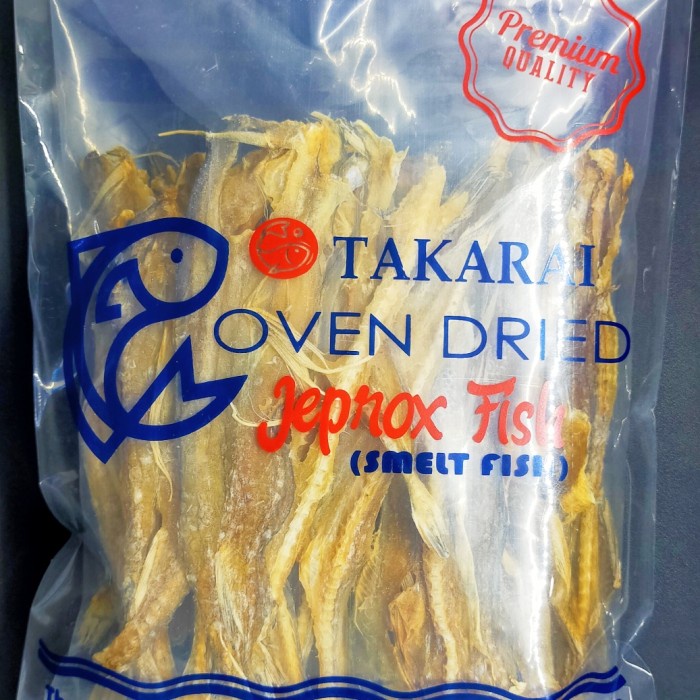 Premium
QUALITY
TAKARAI
OVEN DRIED
Jeprox Fish
(SMELT FISH)